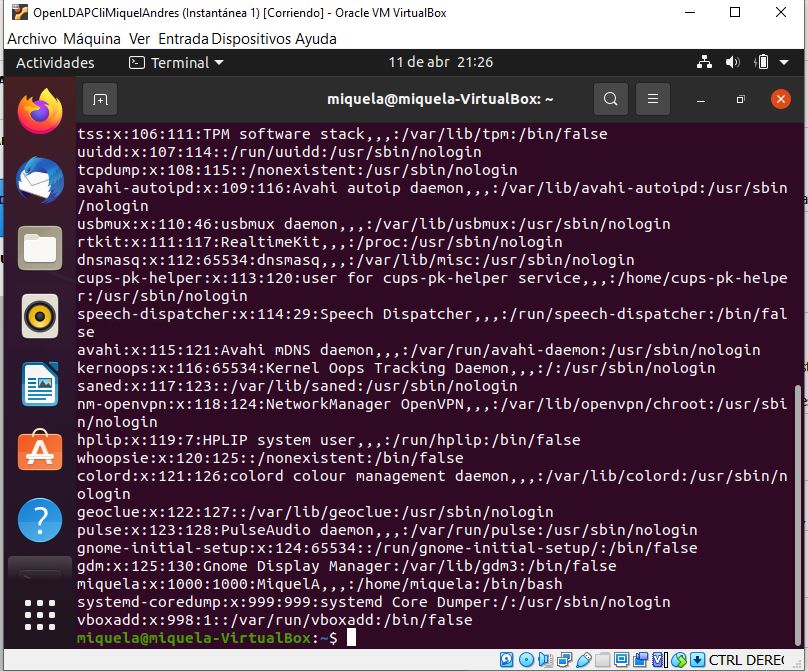 OpenLDAPCliMiquelAndres (Instantánea 1) [Corriendo] - Oracle VM VirtualBox
Archivo Máquina Ver Entrada Dispositivos Ayuda
Actividades Terminal 11 de abr 21:26
miquela@miquela-VirtualBox: ~
tss:x:106:111:TPM software stack,,,:/var/lib/tpm:/bin/false
uuidd:x:107:114::/run/uuidd:/usr/sbin/nologin
tcpdump:x:108:115::/nonexistent:/usr/sbin/nologin
avahi-autoipd:x:109:116:Avahi autoip daemon,,,:/var/lib/avahi-autoipd:/usr/sbin
/nologin
usbmux:x:110:46:usbmux daemon,,,:/var/lib/usbmux:/usr/sbin/nologin
rtkit:x:111:117:RealtimeKit,,,:/proc:/usr/sbin/nologin
dnsmasq:x:112:65534:dnsmasq,,,:/var/lib/misc:/usr/sbin/nologin
cups-pk-helper:x:113:120:user for cups-pk-helper service,,,:/home/cups-pk-helpe
r:/usr/sbin/nologin
speech-dispatcher:x:114:29:Speech Dispatcher,,,:/run/speech-dispatcher:/bin/fal
se
avahi:x:115:121:Avahi mDNS daemon,,,:/var/run/avahi-daemon:/usr/sbin/nologin
kernoops:x:116:65534:Kernel Oops Tracking Daemon,,,:/:/usr/sbin/nologin
saned:x:117:123::/var/lib/saned:/usr/sbin/nologin
nm-openvpn:x:118:124:NetworkManager OpenVPN,,,:/var/lib/openvpn/chroot:/usr/sbi
n/nologin
hplip:x:119:7:HPLIP system user,,,:/run/hplip:/bin/false
whoopsie:x:120:125::/nonexistent:/bin/false
colord:x:121:126:colord colour management daemon,,,:/var/lib/colord:/usr/sbin/n
ologin
geoclue:x:122:127::/var/lib/geoclue:/usr/sbin/nologin
pulse:x:123:128:PulseAudio daemon,,,:/var/run/pulse:/usr/sbin/nologin
gnome-initial-setup:x:124:65534::/run/gnome-initial-setup/:/bin/false
gdm:x:125:130:Gnome Display Manager:/var/lib/gdm3:/bin/false
miquela:x:1000:1000:MiquelA,,,:/home/miquela:/bin/bash
systemd-coredump:x:999:999:systemd Core Dumper:/:/usr/sbin/nologin
vboxadd:x:998:1::/var/run/vboxadd:/bin/false
miquela@miquela-VirtualBox:~$
CTRL DEREC